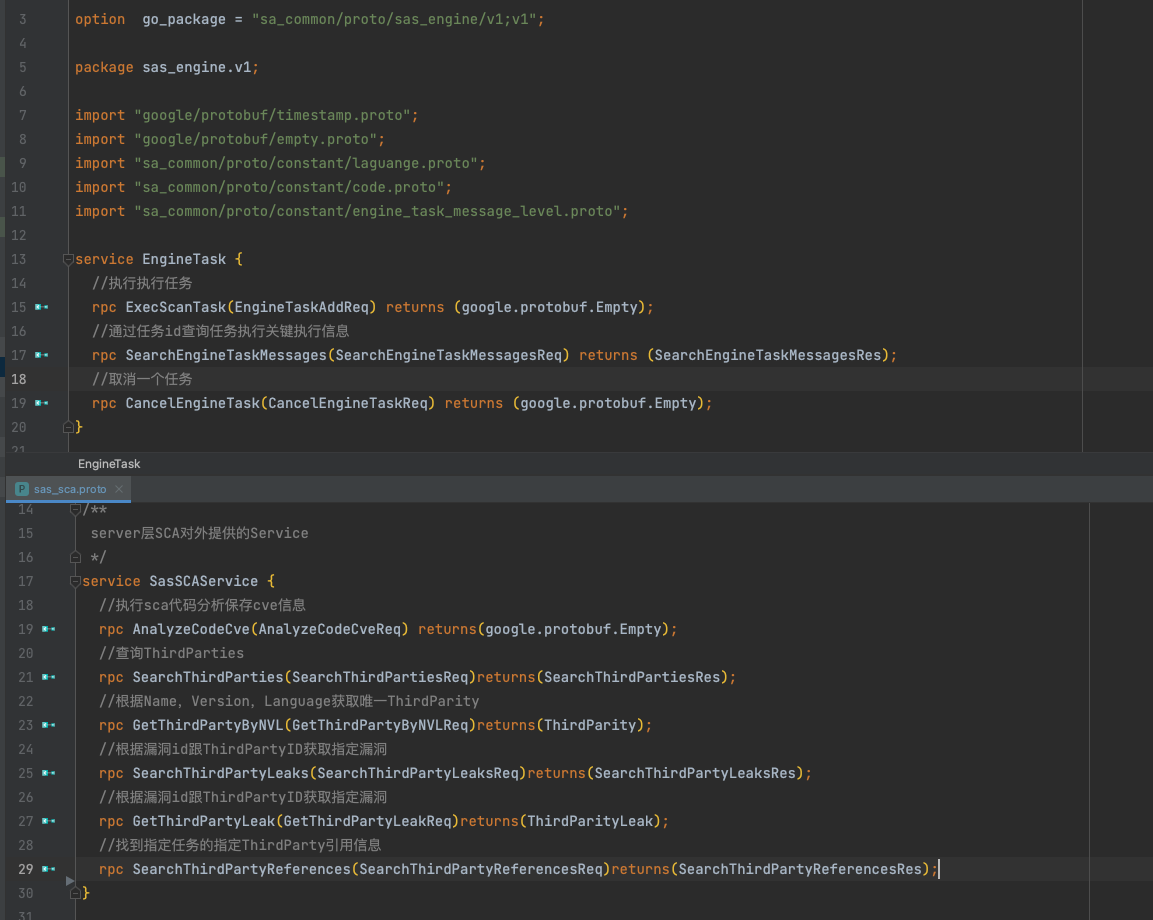 3 option  go_package = "sa_common/proto/sas_engine/v1;v1";
4
5 package sas_engine.v1;
6
7 import "google/protobuf/timestamp.proto";
8 import "google/protobuf/empty.proto";
9 import "sa_common/proto/constant/laguange.proto";
10 import "sa_common/proto/constant/code.proto";
11 import "sa_common/proto/constant/engine_task_message_level.proto";
12
13 service EngineTask {
14 //执行执行任务
15 rpc ExecScanTask(EngineTaskAddReq) returns (google.protobuf.Empty);
16 //通过任务id查询任务执行关键执行信息
17 rpc SearchEngineTaskMessages(SearchEngineTaskMessagesReq) returns (SearchEngineTaskMessagesRes);
18 //取消一个任务
19 rpc CancelEngineTask(CancelEngineTaskReq) returns (google.protobuf.Empty);
20 }
21
EngineTask
P sas_sca.proto
14 /**
15 server层SCA对外提供的Service
16 */
17 service SasSCAService {
18 //执行sca代码分析保存cve信息
19 rpc AnalyzeCodeCve(AnalyzeCodeCveReq) returns(google.protobuf.Empty);
20 //查询ThirdParties
21 rpc SearchThirdParties(SearchThirdPartiesReq)returns(SearchThirdPartiesRes);
22 //根据Name, Version, Language获取唯一ThirdParity
23 rpc GetThirdPartyByNVL(GetThirdPartyByNVLReq)returns(ThirdParity);
24 //根据漏洞id跟ThirdPartyID获取指定漏洞
25 rpc SearchThirdPartyLeaks(SearchThirdPartyLeaksReq)returns(SearchThirdPartyLeaksRes);
26 //根据漏洞id跟ThirdPartyID获取指定漏洞
27 rpc GetThirdPartyLeak(GetThirdPartyLeakReq)returns(ThirdParityLeak);
28 //找到指定任务的指定ThirdParty引用信息
29 rpc SearchThirdPartyReferences(SearchThirdPartyReferencesReq)returns(SearchThirdPartyReferencesRes);
30 }
31